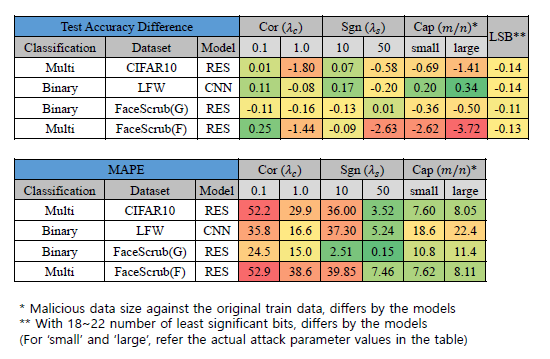 Test Accuracy Difference Cor (λc) Sgn (λs) Cap (m/n)* LSB**
Classification Dataset Model 0.1 1.0 10 50 small large
Multi CIFAR10 RES 0.01 -1.80 0.07 -0.58 -0.69 -1.41 -0.14
Binary LFW CNN 0.11 -0.08 0.17 -0.20 0.20 0.34 -0.14
Binary FaceScrub(G) RES -0.11 -0.16 -0.13 0.01 -0.36 -0.50 -0.11
Multi FaceScrub(F) RES 0.25 -1.44 -0.09 -2.63 -2.62 -3.72 -0.13
MAPE Cor (λc) Sgn (λs) Cap (m/n)*
Classification Dataset Model 0.1 1.0 10 50 small large
Multi CIFAR10 RES 52.2 29.9 36.00 3.52 7.60 8.05
Binary LFW CNN 35.8 16.6 37.30 5.24 18.6 22.4
Binary FaceScrub(G) RES 24.5 15.0 2.51 0.15 10.8 11.4
Multi FaceScrub(F) RES 52.9 38.6 39.85 7.46 7.62 8.11
* Malicious data size against the original train data, differs by the models
** With 18~22 number of least significant bits, differs by the models
(For 'small' and 'large', refer the actual attack parameter values in the table)